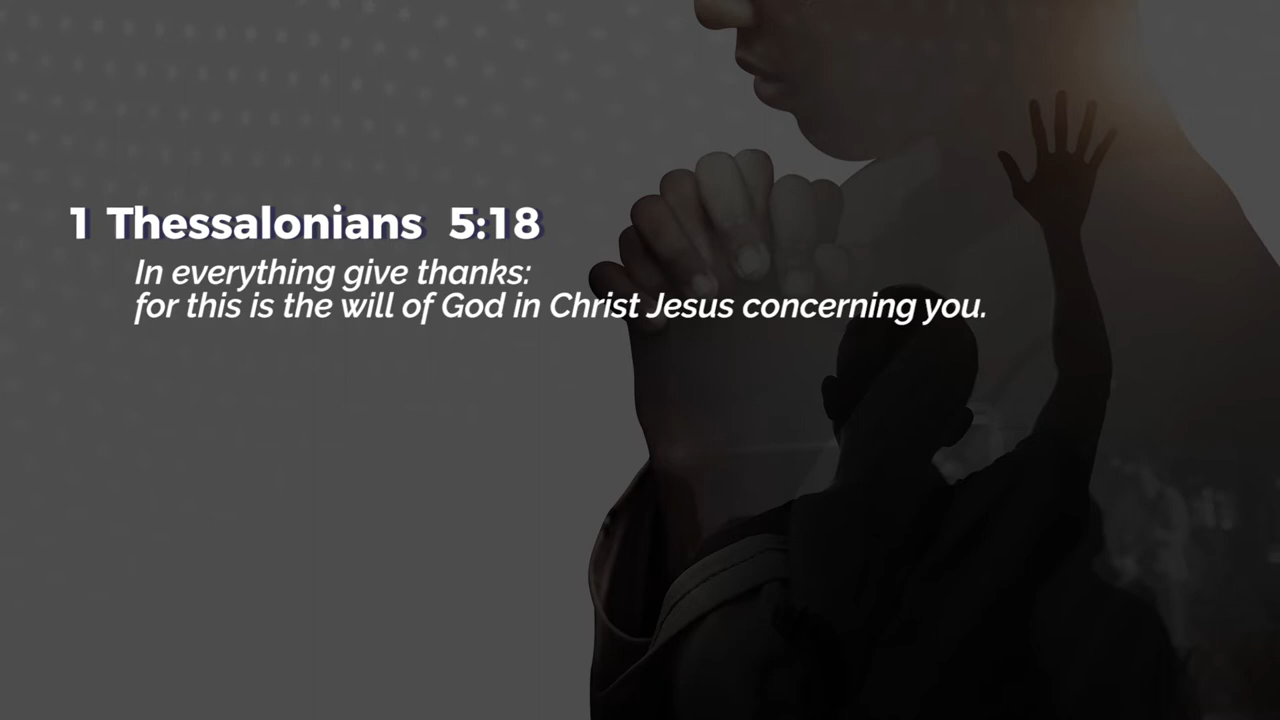 1 Thessalonians 5:18
In everything give thanks:
for this is the will of God in Christ Jesus concerning you.